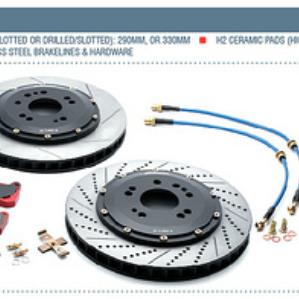 SLOTTED OR DRILLED/SLOTTED): 290MM, OR 330MM ■ H2 CERAMIC PADS (HI
SS STEEL BRAKELINES & HARDWARE